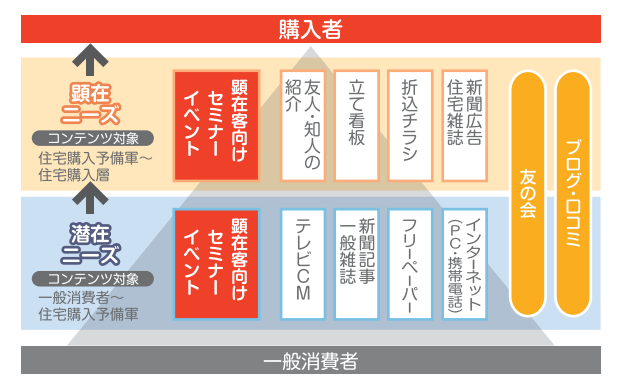 購入者
顕在
ニーズ
コンテンツ対象
住宅購入予備軍～
住宅購入層
顕在客向け
セミナー
イベント
友人・知人の
紹介
立て看板
折込チラシ
新聞広告
住宅雑誌
友の会
ブログ・口コミ
潜在
ニーズ
コンテンツ対象
一般消費者～
住宅購入予備軍
顕在客向け
セミナー
イベント
テレビCM
新聞記事
一般雑誌
フリーペーパー
インターネット
（PC・携帯電話）
一般消費者